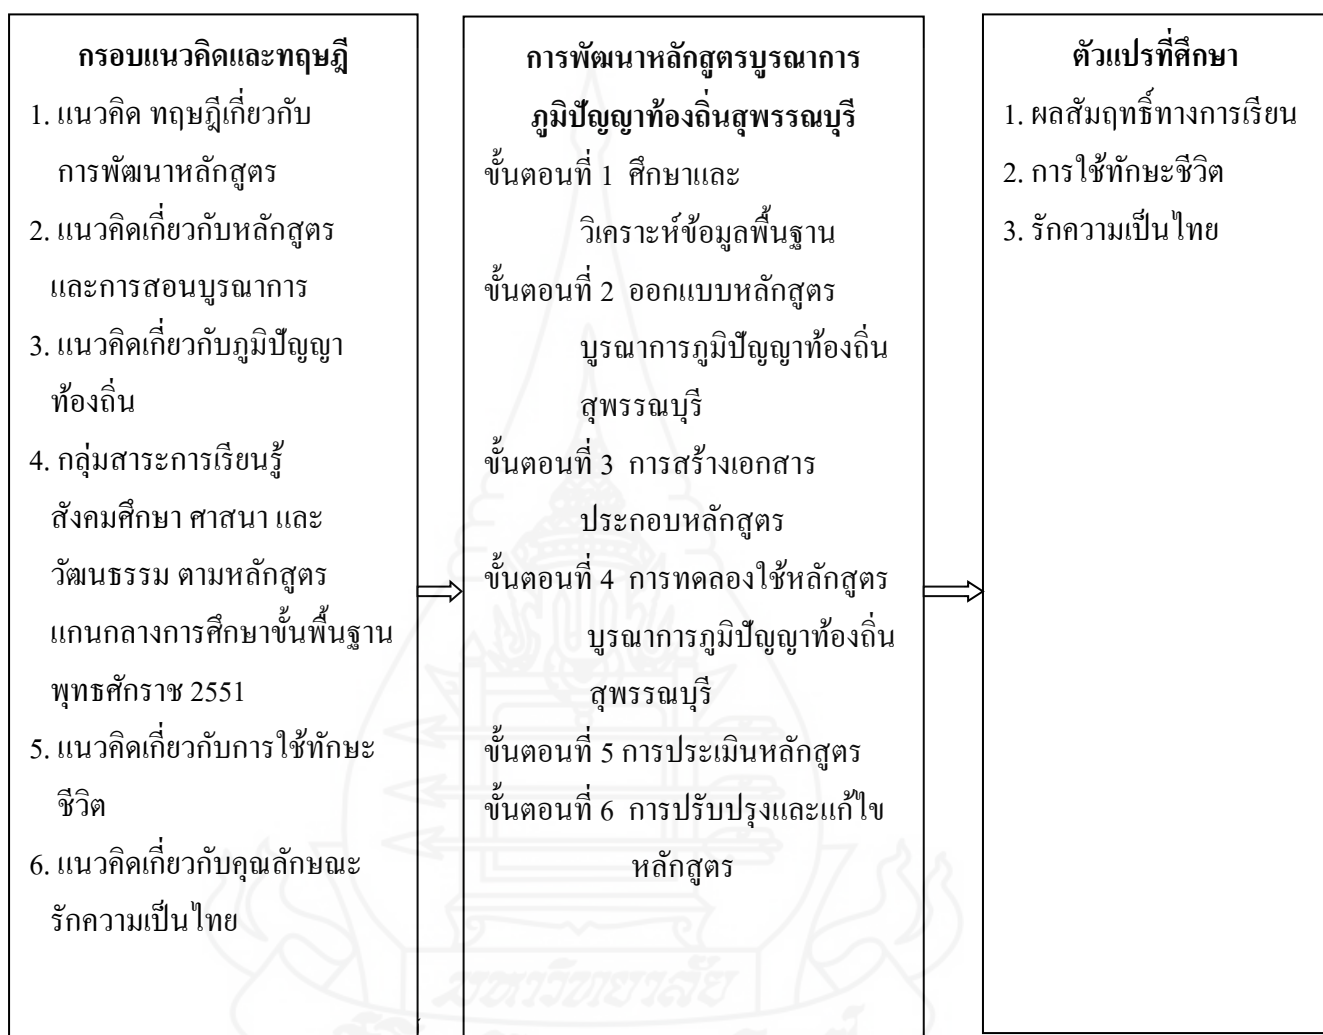 กรอบแนวคิดและทฤษฎี
1. แนวคิด ทฤษฎีเกี่ยวกับ
การพัฒนาหลักสูตร
2. แนวคิดเกี่ยวกับหลักสูตร
และการสอนบูรณาการ
3. แนวคิดเกี่ยวกับภูมิปัญญา
ท้องถิ่น
4. กลุ่มสาระการเรียนรู้
สังคมศึกษา ศาสนา และ
วัฒนธรรม ตามหลักสูตร
แกนกลางการศึกษาขั้นพื้นฐาน
พุทธศักราช 2551
5. แนวคิดเกี่ยวกับการใช้ทักษะ
ชีวิต
6. แนวคิดเกี่ยวกับคุณลักษณะ
รักความเป็นไทย
การพัฒนาหลักสูตรบูรณาการ
ภูมิปัญญาท้องถิ่นสุพรรณบุรี
ขั้นตอนที่ 1 ศึกษาและ
วิเคราะห์ข้อมูลพื้นฐาน
ขั้นตอนที่ 2 ออกแบบหลักสูตร
บูรณาการภูมิปัญญาท้องถิ่น
สุพรรณบุรี
ขั้นตอนที่ 3 การสร้างเอกสาร
ประกอบหลักสูตร
ขั้นตอนที่ 4 การทดลองใช้หลักสูตร
บูรณาการภูมิปัญญาท้องถิ่น
สุพรรณบุรี
ขั้นตอนที่ 5 การประเมินหลักสูตร
ขั้นตอนที่ 6 การปรับปรุงและแก้ไข
หลักสูตร
ตัวแปรที่ศึกษา
1. ผลสัมฤทธิ์ทางการเรียน
2. การใช้ทักษะชีวิต
3. รักความเป็นไทย
มหาวิทยาลัย